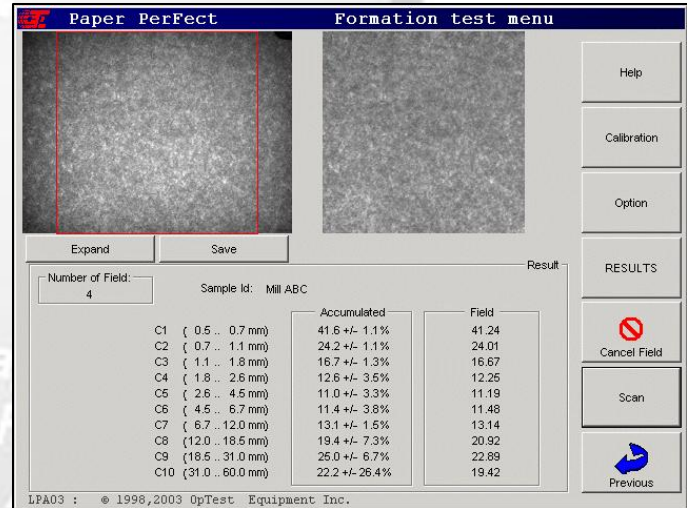 Paper PerFect Formation test menu
Help
Calibration
Option
RESULTS
Cancel Field
Scan
Previous
Expand Save
Result
Number of Field:
4
Sample Id: Mill ABC
Accumulated Field
C1 ( 0.5 .. 0.7 mm) 41.6 +/- 1.1% 41.24
C2 ( 0.7 .. 1.1 mm) 24.2 +/- 1.1% 24.01
C3 ( 1.1 .. 1.8 mm) 16.7 +/- 1.3% 16.67
C4 ( 1.8 .. 2.6 mm) 12.6 +/- 3.5% 12.25
C5 ( 2.6 .. 4.5 mm) 11.0 +/- 3.3% 11.19
C6 ( 4.5 .. 6.7 mm) 11.4 +/- 3.8% 11.48
C7 ( 6.7 .. 12.0 mm) 13.1 +/- 1.5% 13.14
C8 (12.0 .. 18.5 mm) 19.4 +/- 7.3% 20.92
C9 (18.5 .. 31.0 mm) 25.0 +/- 6.7% 22.89
C10 (31.0 .. 60.0 mm) 22.2 +/- 26.4% 19.42
LPA03 : © 1998,2003 OpTest Equipment Inc.